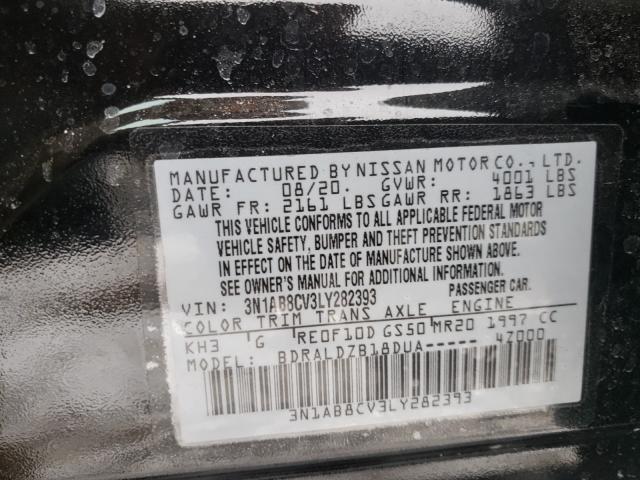 MANUFACTURED BY NISSAN MOTOR CO., LTD.
DATE: 08/20. GVWR: 4001 LBS
GAWR FR: 2161 LBS GAWR RR: 1863 LBS
THIS VEHICLE CONFORMS TO ALL APPLICABLE FEDERAL MOTOR
VEHICLE SAFETY, BUMPER AND THEFT PREVENTION STANDARDS
IN EFFECT ON THE DATE OF MANUFACTURE SHOWN ABOVE.
SEE OWNER'S MANUAL FOR ADDITIONAL INFORMATION.
VIN: 3N1AB8CV3LY282393 PASSENGER CAR.
COLOR TRIM TRANS AXLE ENGINE
KH3 G RE0F10D GS50 MR20 1997 CC
MODEL: BDRALDZB18DUA----- 4Z000
3N1AB8CV3LY282393